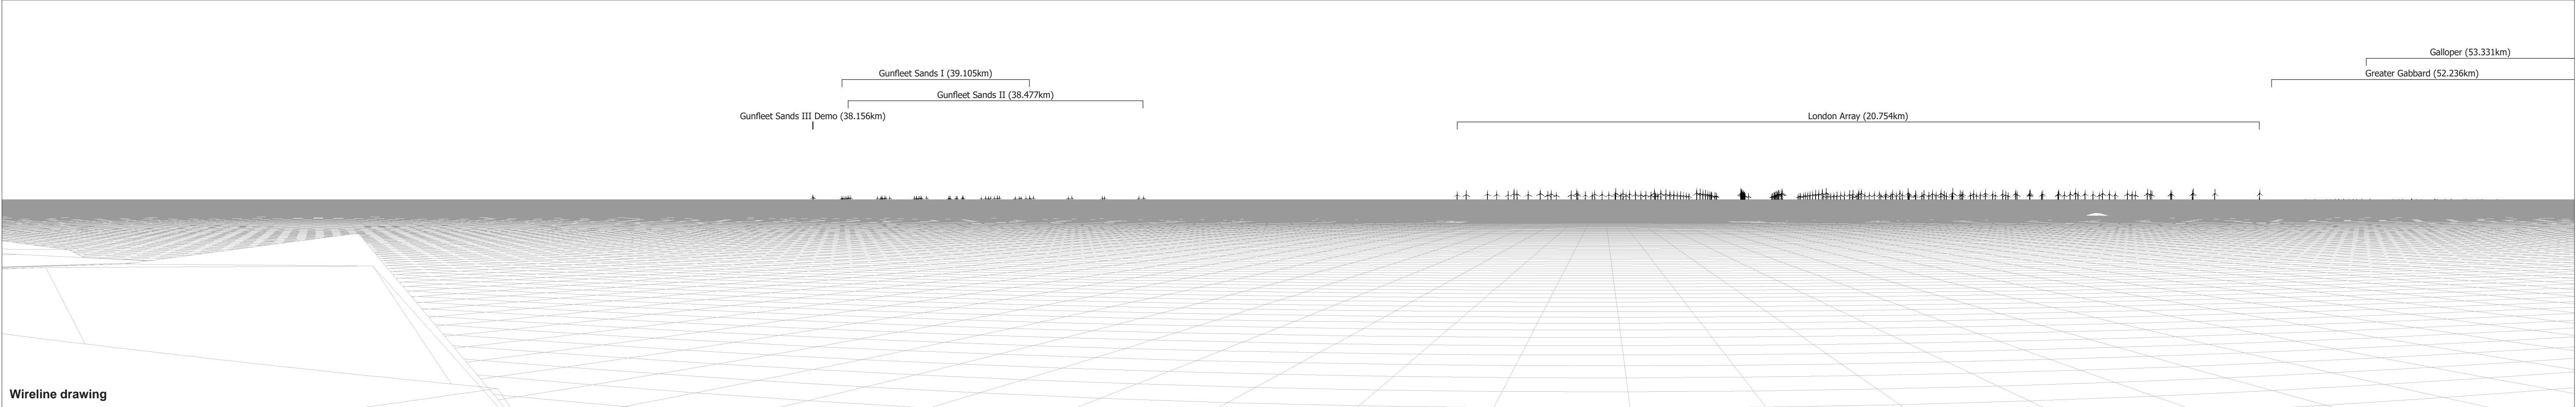 Galloper (53.331km)
Gunfleet Sands I (39.105km)
Greater Gabbard (52.236km)
Gunfleet Sands II (38.477km)
Gunfleet Sands III Demo (38.156km)
London Array (20.754km)
Wireline drawing